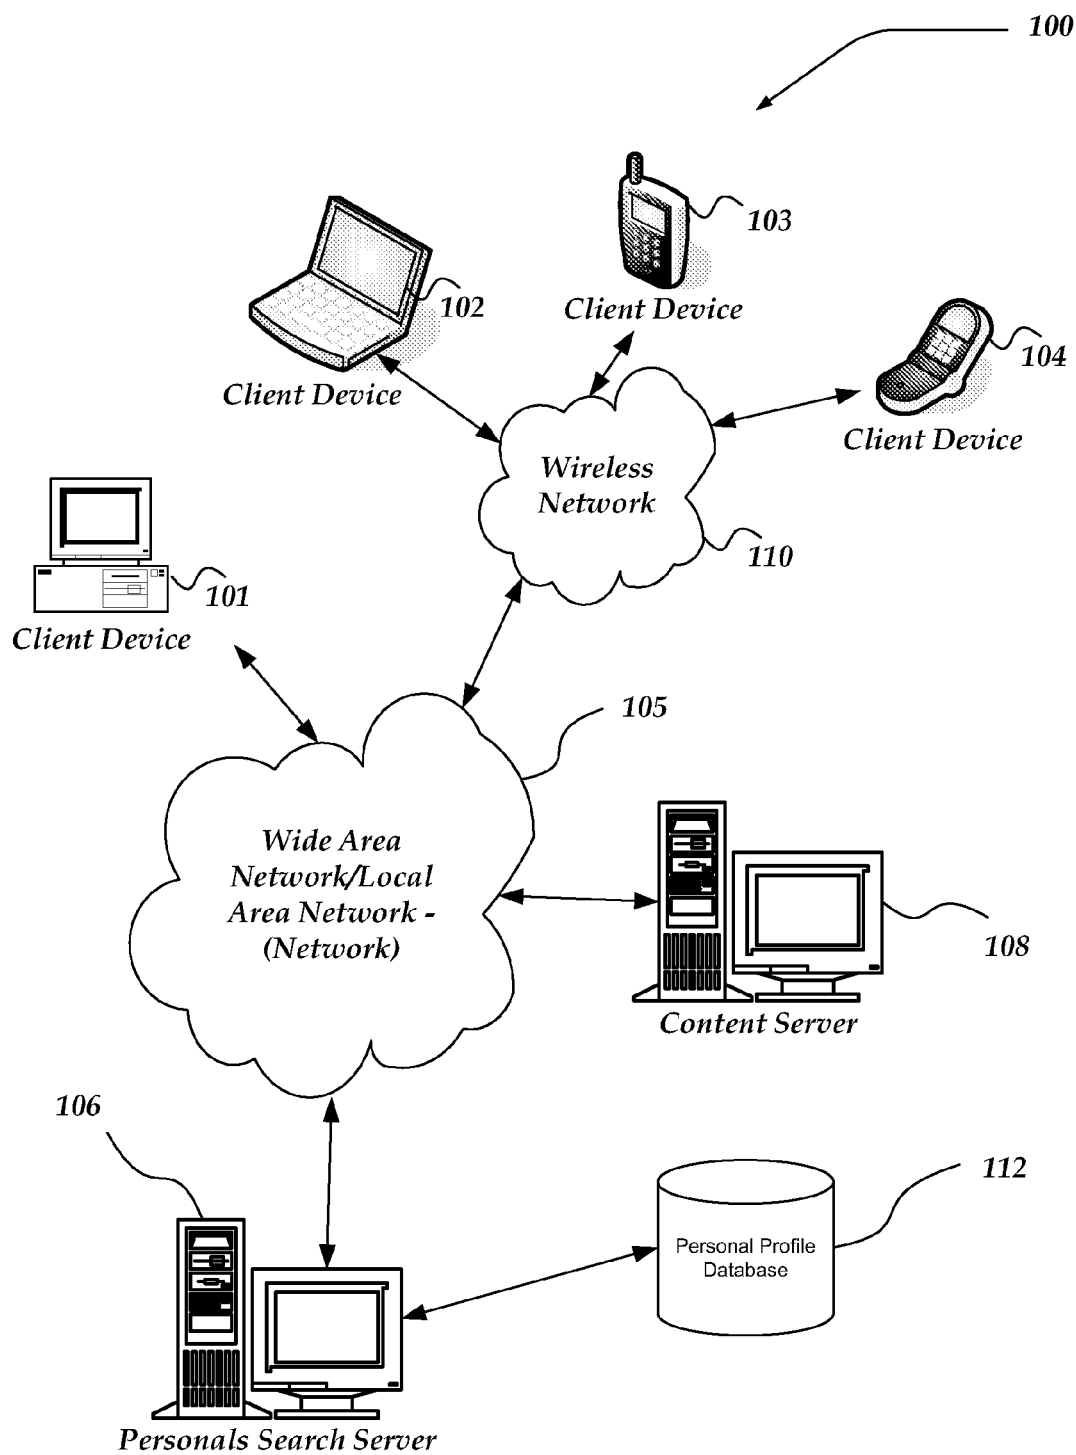 100
103
Client Device
102
Client Device
104
Client Device
Wireless
Network
110
101
Client Device
105
Wide Area
Network/Local
Area Network -
(Network)
108
Content Server
106
112
Personal Profile
Database
Personals Search Server